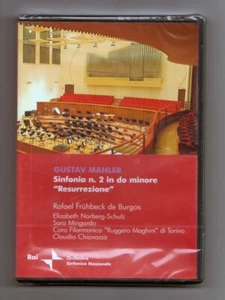 GUSTAV MAHLER
Sinfonia n. 2 in do minore
"Resurrezione"
Rafael Frühbeck de Burgos
Elizabeth Norberg-Schulz
Sara Mingardo
Coro Filarmonico "Ruggero Maghini" di Torino
Claudio Chiavazza
Rai
Orchestra
Sinfonica Nazionale